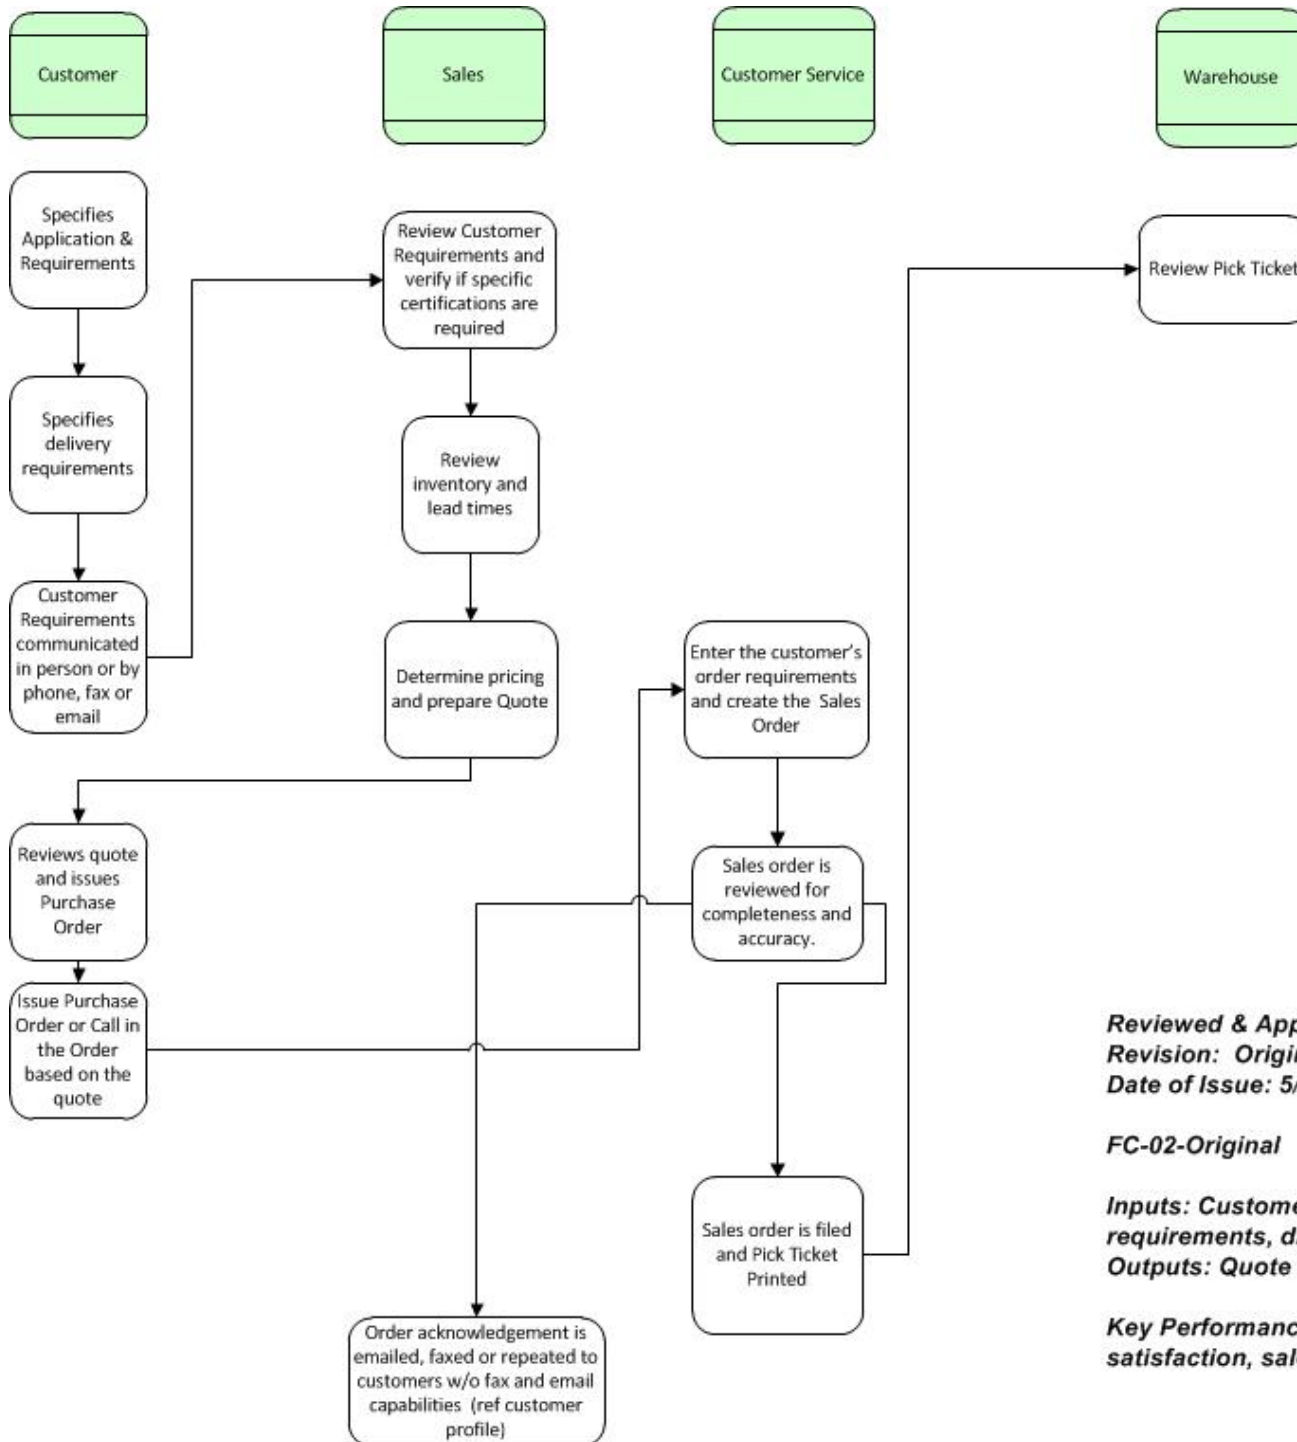 Customer
Sales
Customer Service
Warehouse
Specifies
Application &
Requirements
Review Customer
Requirements and
verify if specific
certifications are
required
Review Pick Ticket
Specifies
delivery
requirements
Review
inventory and
lead times
Customer
Requirements
communicated
in person or by
phone, fax or
email
Determine pricing
and prepare Quote
Enter the customer's
order requirements
and create the Sales
Order
Reviews quote
and issues
Purchase
Order
Sales order is
reviewed for
completeness and
accuracy.
Issue Purchase
Order or Call in
the Order
based on the
quote
Sales order is filed
and Pick Ticket
Printed
Order acknowledgement is
emailed, faxed or repeated to
customers w/o fax and email
capabilities (ref customer
profile)
Reviewed & App
Revision: Origi
Date of Issue: 5/
FC-02-Original
Inputs: Custome
requirements, d
Outputs: Quote
Key Performanc
satisfaction, sal